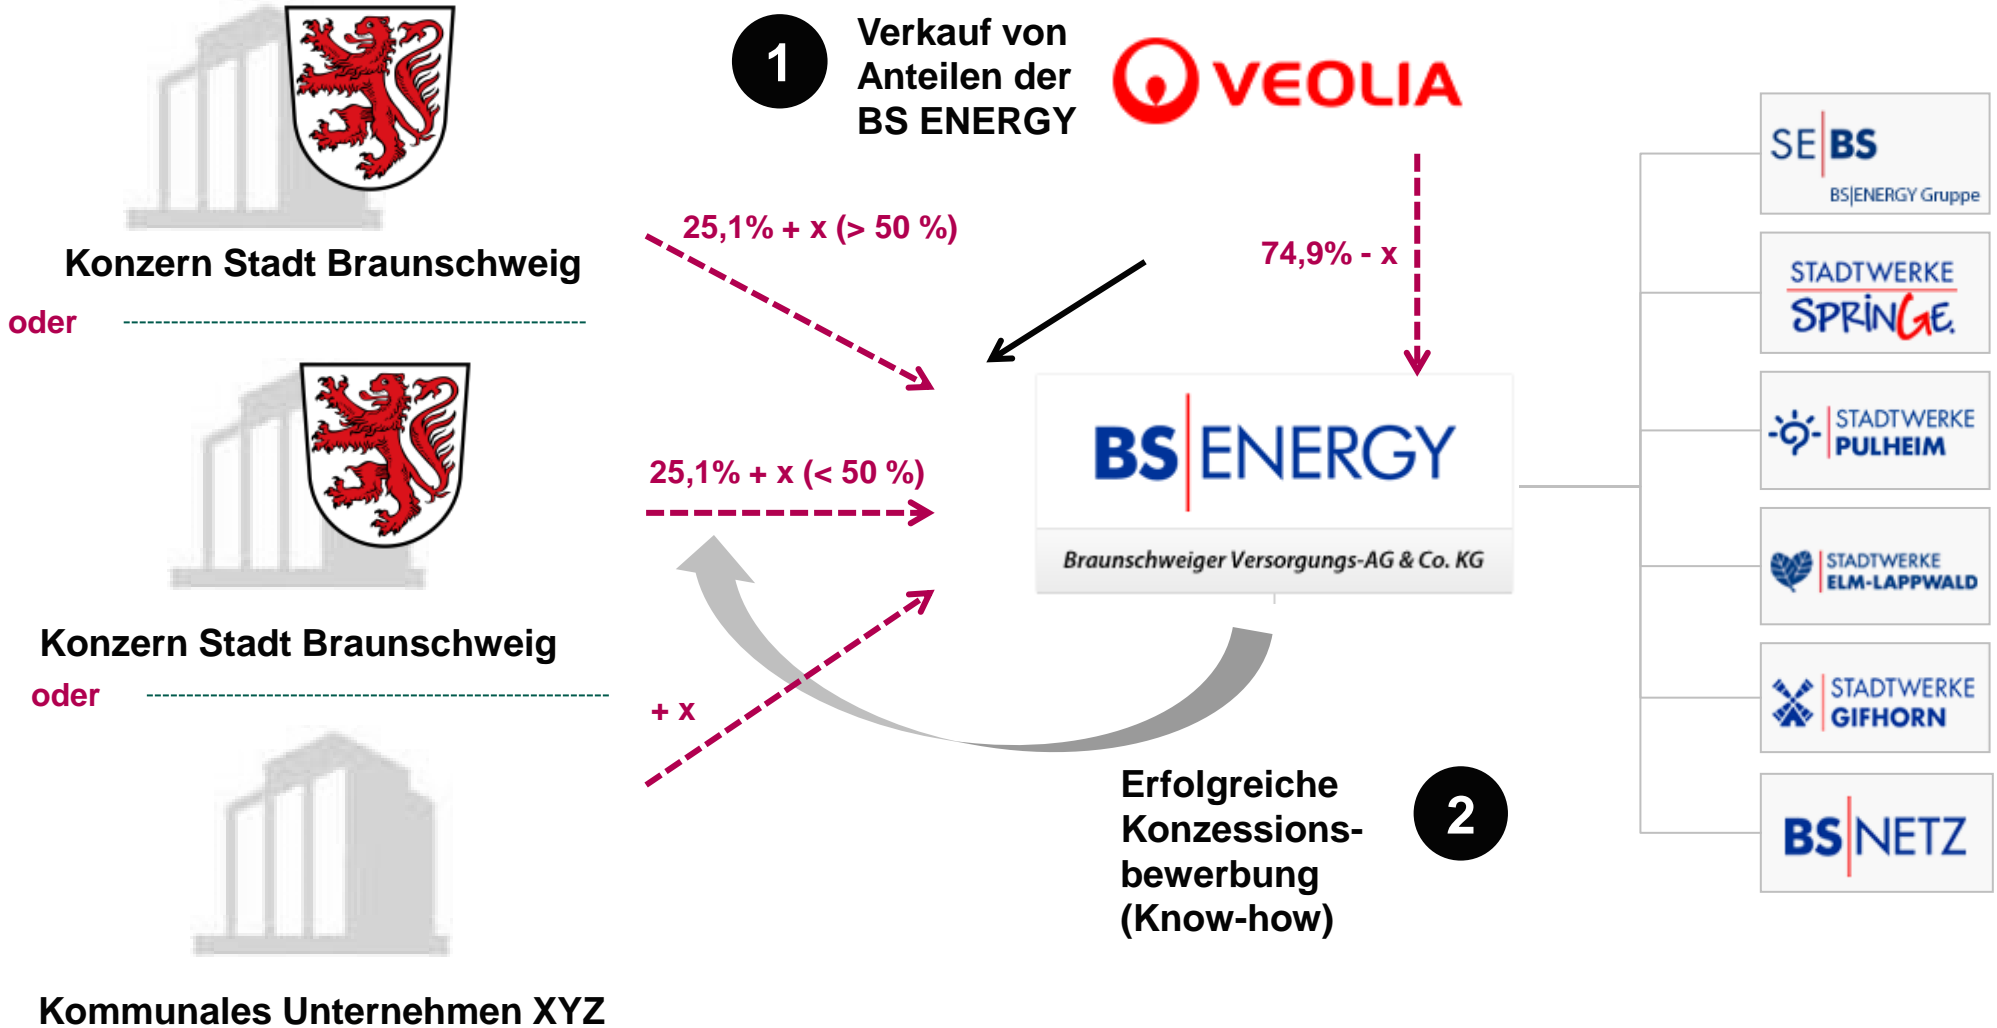 1
Verkauf von
Anteilen der
BS ENERGY
VEOLIA
25,1% + x (> 50 %)
74,9% - x
Konzern Stadt Braunschweig
oder
25,1% + x (< 50 %)
BS|ENERGY
Braunschweiger Versorgungs-AG & Co. KG
Konzern Stadt Braunschweig
oder
+ x
Kommunales Unternehmen XYZ
Erfolgreiche
Konzessions-
bewerbung
(Know-how)
2
SE|BS
BS|ENERGY Gruppe
STADTWERKE
SPRINGE.
STADTWERKE
PULHEIM
STADTWERKE
ELM-LAPPWALD
STADTWERKE
GIFHORN
BS|NETZ